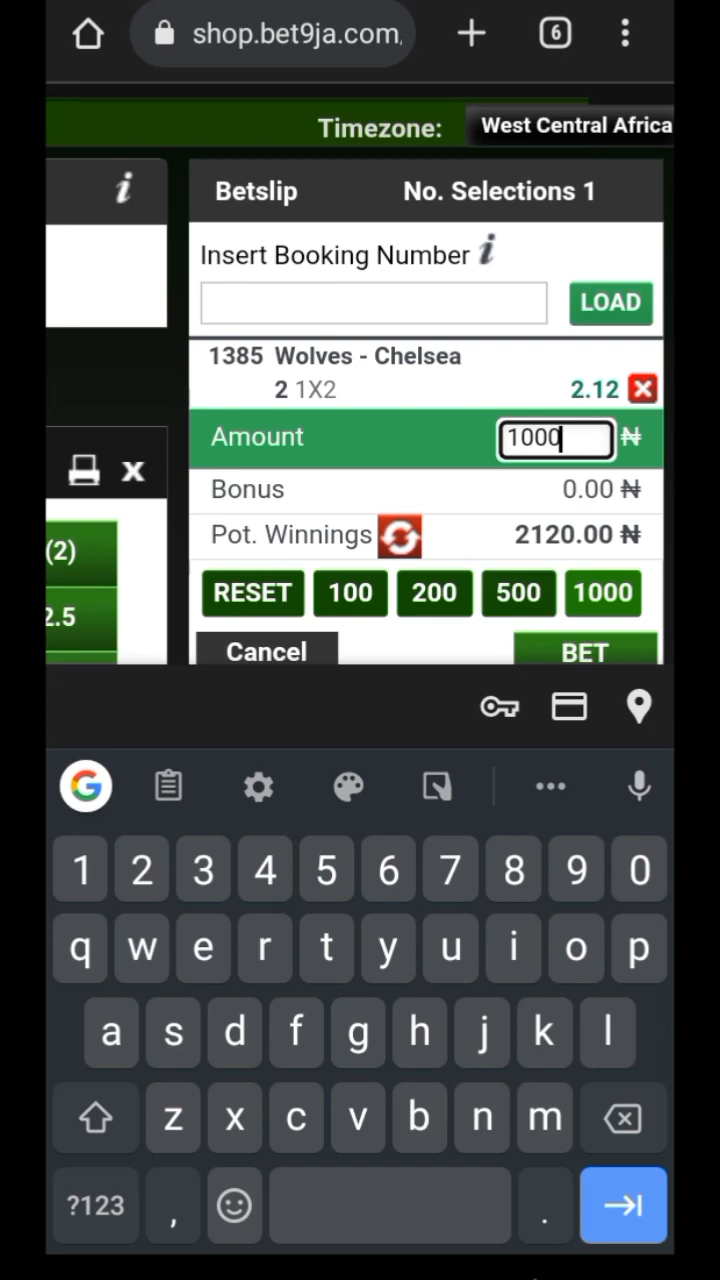 shop.bet9ja.com,
6
Timezone: West Central Africa
i
Betslip No. Selections 1
Insert Booking Number i
LOAD
1385 Wolves - Chelsea
2 1X2 2.12 X
Amount 1000 ₦
x
Bonus 0.00 ₦
Pot. Winnings 2120.00 ₦
(2)
RESET 100 200 500 1000
2.5
Cancel BET
G
1 2 3 4 5 6 7 8 9 0
q w e r t y u i o p
a s d f g h j k l
z x c v b n m
?123 , .